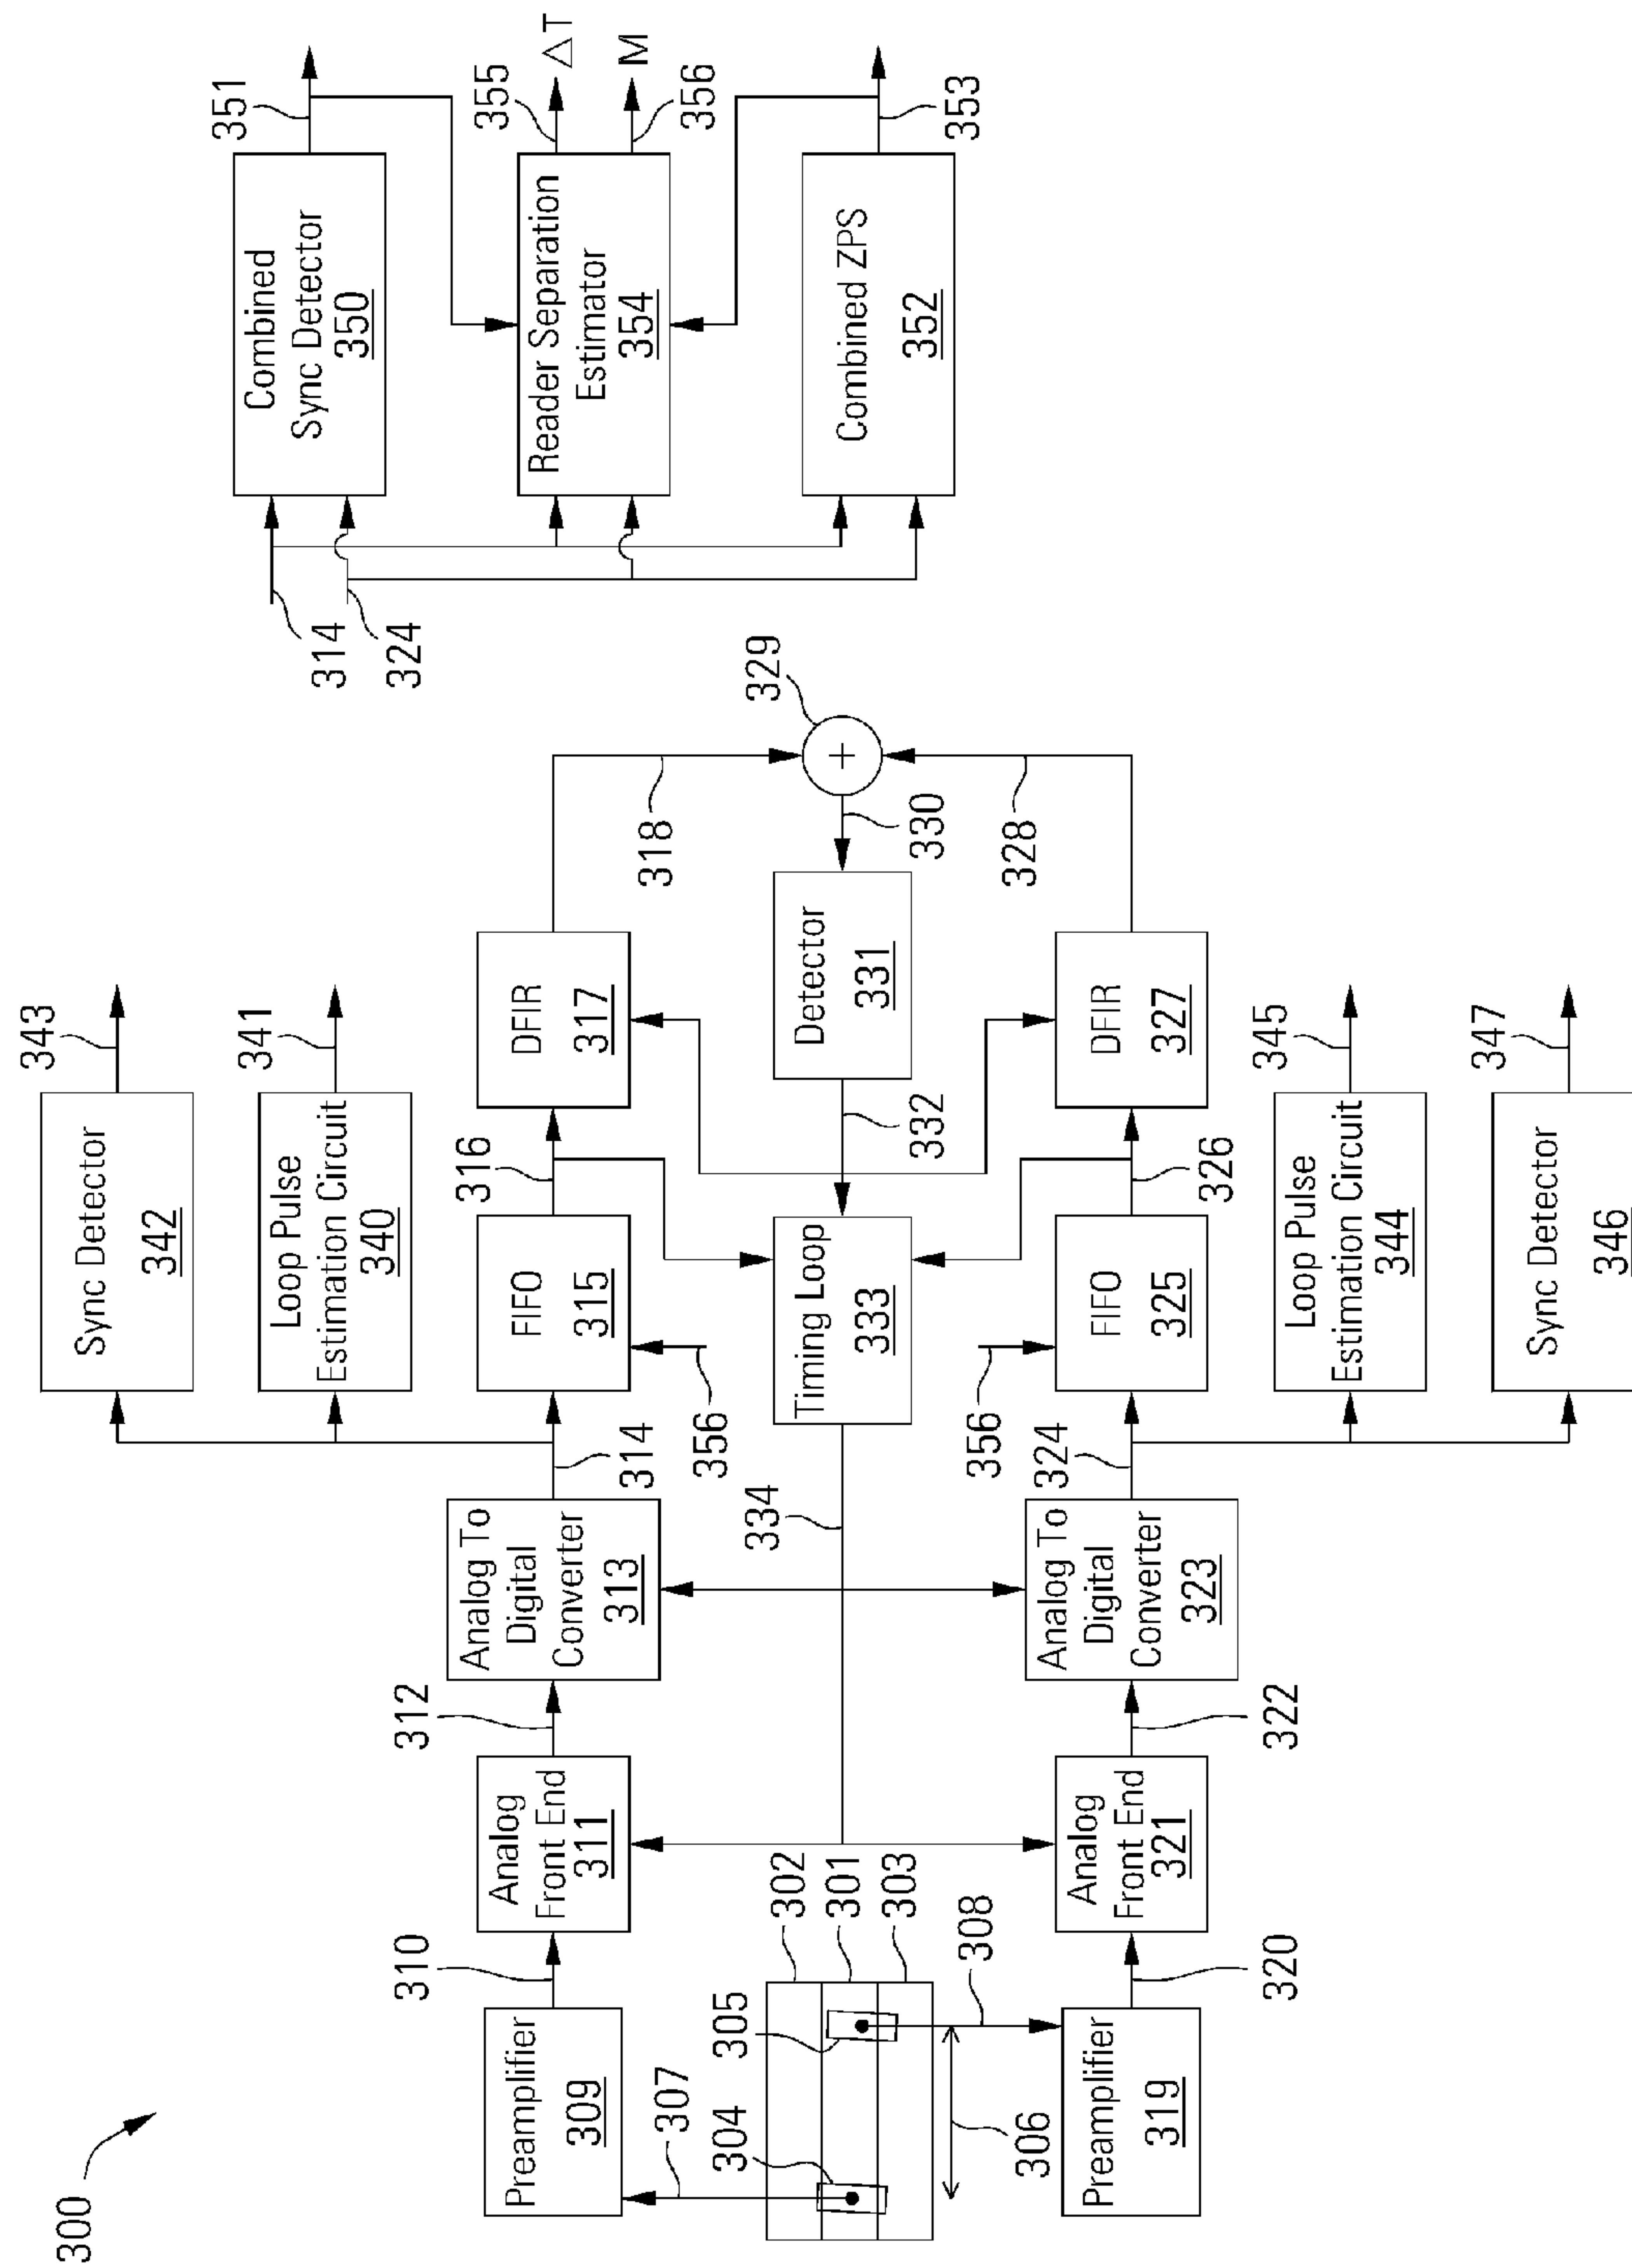 300
Preamplifier
309
310
Analog
Front End
311
312
Analog To
Digital
Converter
313
314
Sync Detector
342
343
Loop Pulse
Estimation Circuit
340
341
FIFO
315
356
316
DFIR
317
318
307
304
305
302
301
303
306
308
334
Timing Loop
333
332
Detector
331
330
+
329
Preamplifier
319
320
Analog
Front End
321
322
Analog To
Digital
Converter
323
324
356
FIFO
325
326
DFIR
327
328
Loop Pulse
Estimation Circuit
344
345
Sync Detector
346
347
314
324
Combined
Sync Detector
350
351
Reader Separation
Estimator
354
355
△T
M
356
Combined ZPS
352
353